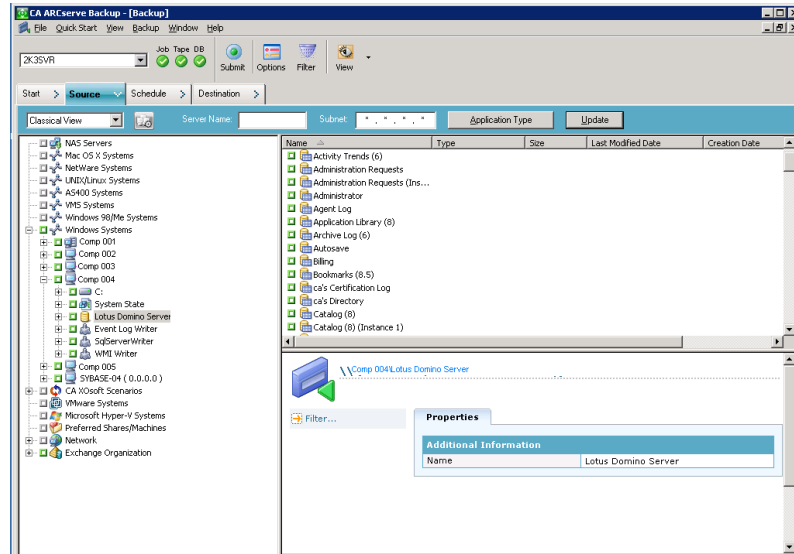 CA ARCserve Backup - [Backup]
File Quick Start View Backup Window Help
Job Tape DB
2K3SVR
Submit Options Filter View
Start > Source Schedule > Destination >
Classical View Server Name: Subnet: * . * . * . * Application Type Update
NAS Servers
Mac OS X Systems
NetWare Systems
UNIX/Linux Systems
AS400 Systems
VMS Systems
Windows 98/Me Systems
Windows Systems
Comp 001
Comp 002
Comp 003
Comp 004
C:
System State
Lotus Domino Server
Event Log Writer
SqlServerWriter
WMI Writer
Comp 005
SYBASE-04 ( 0.0.0.0 )
CA XOsoft Scenarios
VMware Systems
Microsoft Hyper-V Systems
Preferred Shares/Machines
Network
Exchange Organization
Name Type Size Last Modified Date Creation Date
Activity Trends (6)
Administration Requests
Administration Requests (Ins...
Administrator
Agent Log
Application Library (8)
Archive Log (6)
Autosave
Billing
Bookmarks (8.5)
ca's Certification Log
ca's Directory
Catalog (8)
Catalog (8) (Instance 1)
\\Comp 004\Lotus Domino Server
Filter...
Properties
Additional Information
Name Lotus Domino Server